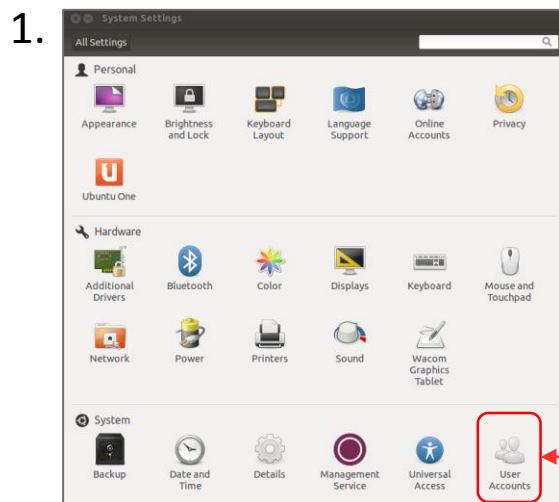 1.
System Settings
All Settings
Personal
Appearance
Brightness and Lock
Keyboard Layout
Language Support
Online Accounts
Privacy
Ubuntu One
Hardware
Additional Drivers
Bluetooth
Color
Displays
Keyboard
Mouse and Touchpad
Network
Power
Printers
Sound
Wacom Graphics Tablet
System
Backup
Date and Time
Details
Management Service
Universal Access
User Accounts